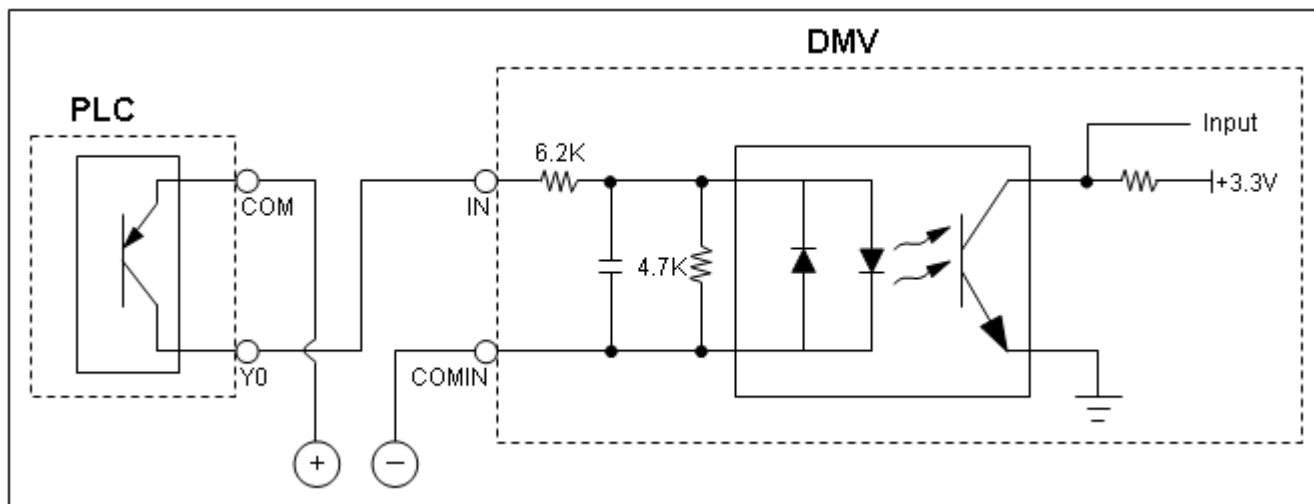 DMV
PLC
Input
6.2K
+3.3V
COM
IN
4.7K
Y0
COMIN
+
−